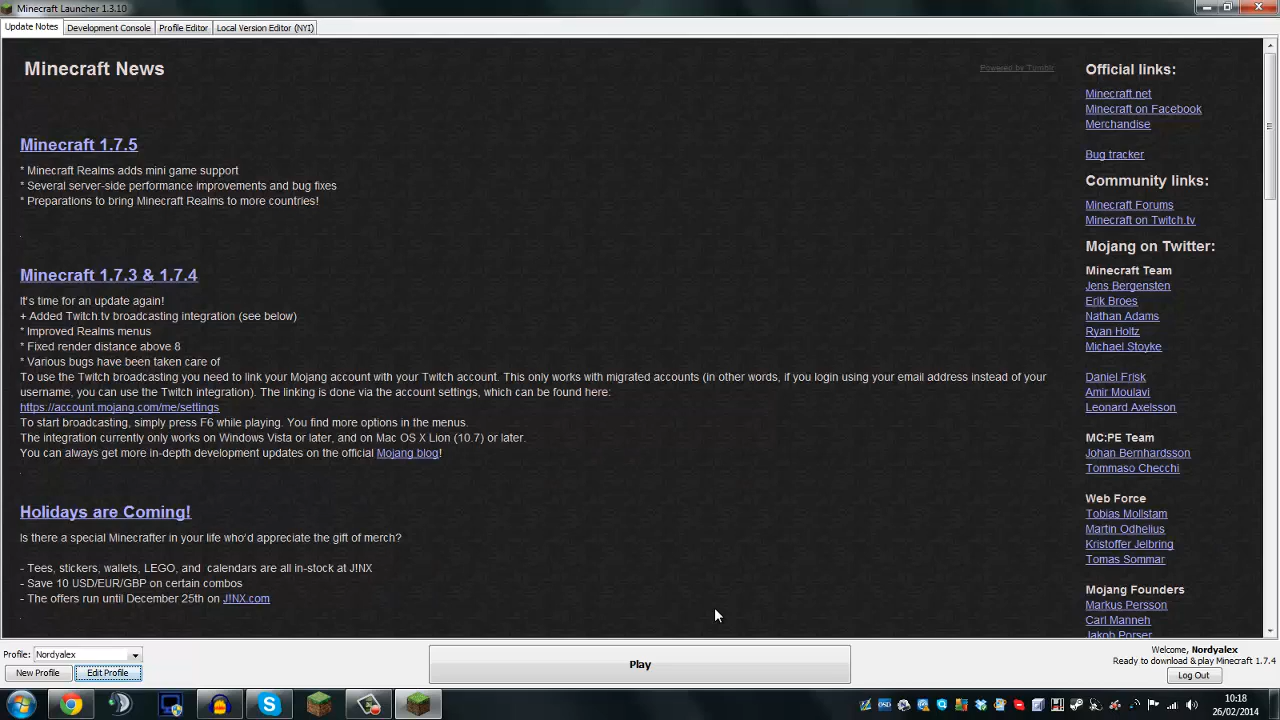 Minecraft Launcher 1.3.10
Update Notes
Development Console
Profile Editor
Local Version Editor (NYI)
Minecraft News
Powered by Tumblr
Minecraft 1.7.5
* Minecraft Realms adds mini game support
* Several server-side performance improvements and bug fixes
* Preparations to bring Minecraft Realms to more countries!
.
Minecraft 1.7.3 & 1.7.4
It's time for an update again!
+ Added Twitch.tv broadcasting integration (see below)
* Improved Realms menus
* Fixed render distance above 8
* Various bugs have been taken care of
To use the Twitch broadcasting you need to link your Mojang account with your Twitch account. This only works with migrated accounts (in other words, if you login using your email address instead of your
username, you can use the Twitch integration). The linking is done via the account settings, which can be found here:
https://account.mojang.com/me/settings
To start broadcasting, simply press F6 while playing. You find more options in the menus.
The integration currently only works on Windows Vista or later, and on Mac OS X Lion (10.7) or later.
You can always get more in-depth development updates on the official Mojang blog!
.
Holidays are Coming!
Is there a special Minecrafter in your life who'd appreciate the gift of merch?
- Tees, stickers, wallets, LEGO, and calendars are all in-stock at J!NX
- Save 10 USD/EUR/GBP on certain combos
- The offers run until December 25th on J!NX.com
.
Official links:
Minecraft.net
Minecraft on Facebook
Merchandise
Bug tracker
Community links:
Minecraft Forums
Minecraft on Twitch.tv
Mojang on Twitter:
Minecraft Team
Jens Bergensten
Erik Broes
Nathan Adams
Ryan Holtz
Michael Stoyke
Daniel Frisk
Amir Moulavi
Leonard Axelsson
MC:PE Team
Johan Bernhardsson
Tommaso Checchi
Web Force
Tobias Mollstam
Martin Odhelius
Kristoffer Jelbring
Tomas Sommar
Mojang Founders
Markus Persson
Carl Manneh
Jakob Porser
Profile: Nordyalex
New Profile
Edit Profile
Play
Welcome, Nordyalex
Ready to download & play Minecraft 1.7.4
Log Out
10:18
26/02/2014